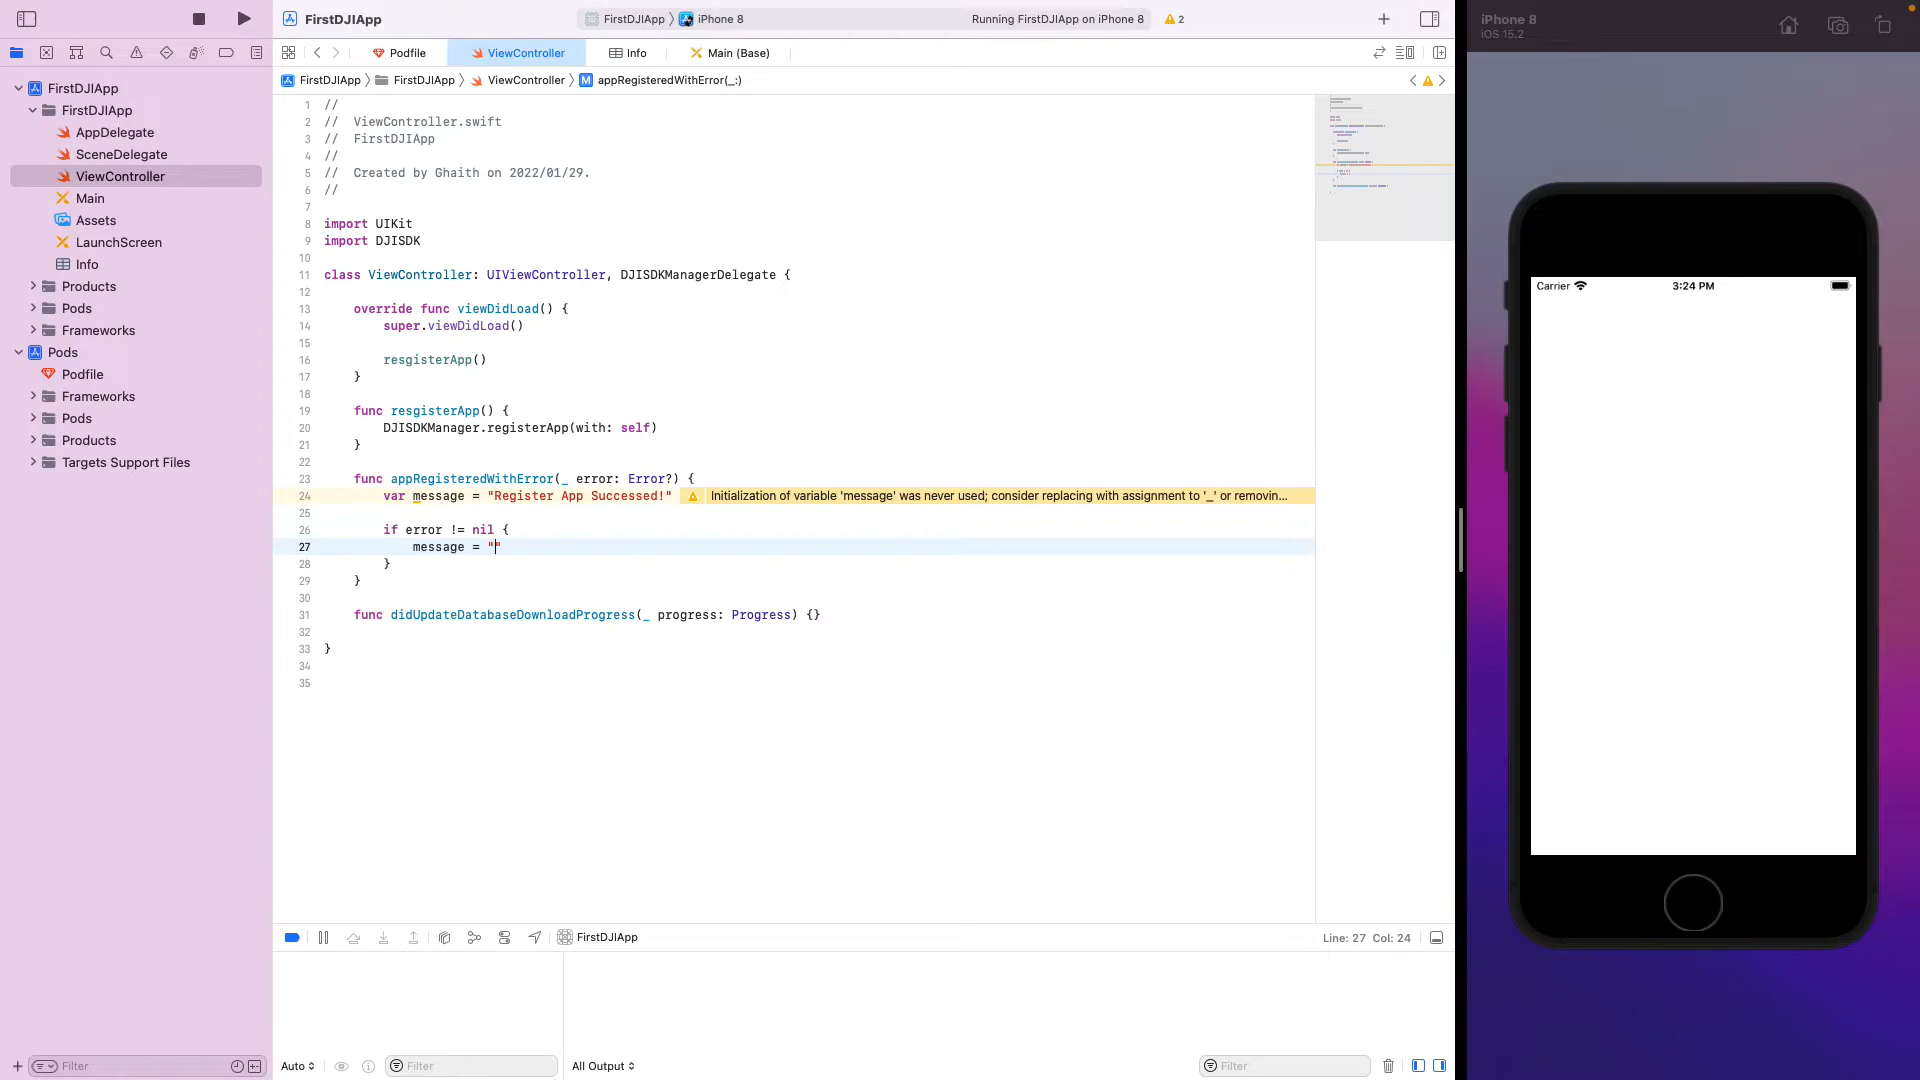 FirstDJIApp
FirstDJIApp
iPhone 8
Running FirstDJIApp on iPhone 8
2
iPhone 8
iOS 15.2
Podfile
ViewController
Info
Main (Base)
FirstDJIApp
FirstDJIApp
ViewController
M
appRegisteredWithError(_:)
FirstDJIApp
FirstDJIApp
AppDelegate
SceneDelegate
ViewController
Main
Assets
LaunchScreen
Info
Products
Pods
Frameworks
Pods
Podfile
Frameworks
Pods
Products
Targets Support Files
Filter
1 //
2 //  ViewController.swift
3 //  FirstDJIApp
4 //
5 //  Created by Ghaith on 2022/01/29.
6 //
7
8 import UIKit
9 import DJISDK
10
11 class ViewController: UIViewController, DJISDKManagerDelegate {
12
13     override func viewDidLoad() {
14         super.viewDidLoad()
15
16         resgisterApp()
17     }
18
19     func resgisterApp() {
20         DJISDKManager.registerApp(with: self)
21     }
22
23     func appRegisteredWithError(_ error: Error?) {
24         var message = "Register App Successed!" Initialization of variable 'message' was never used; consider replacing with assignment to '_' or removin...
25
26         if error != nil {
27             message = ""
28         }
29     }
30
31     func didUpdateDatabaseDownloadProgress(_ progress: Progress) {}
32
33 }
34
35
FirstDJIApp
Line: 27 Col: 24
Auto
Filter
All Output
Filter
Carrier
3:24 PM